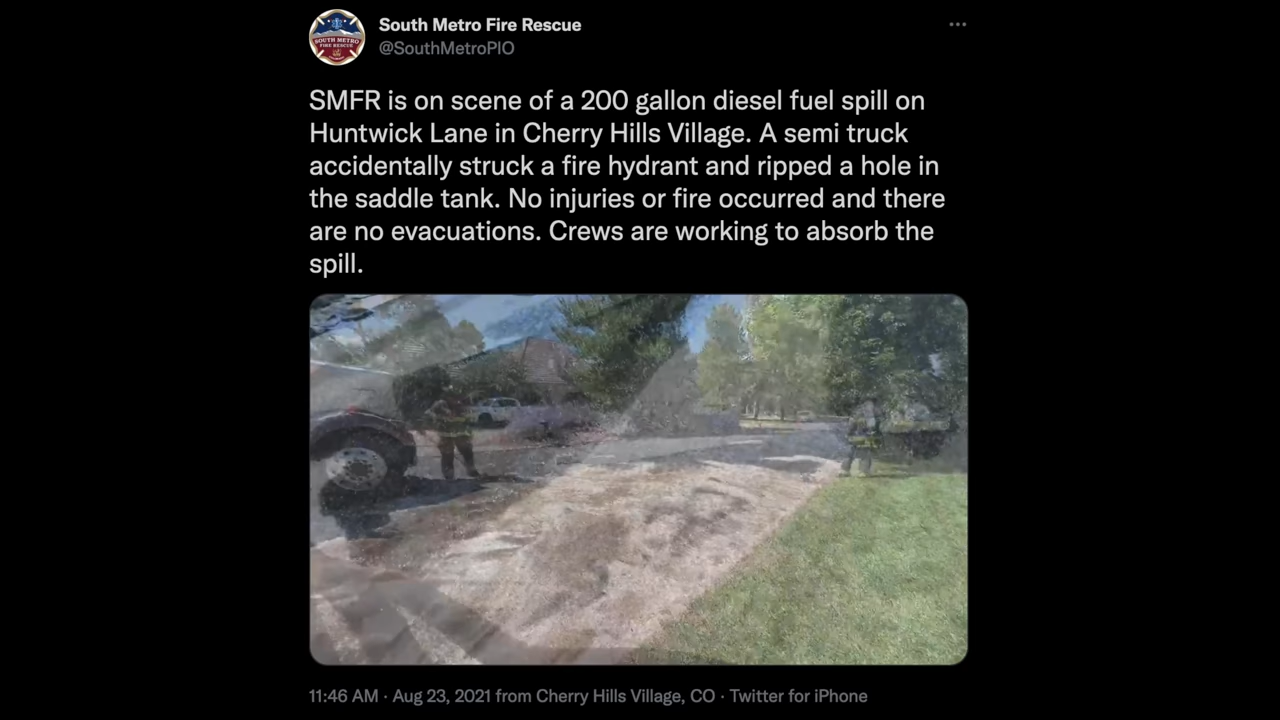 South Metro Fire Rescue
@SouthMetroPIO
SMFR is on scene of a 200 gallon diesel fuel spill on
Huntwick Lane in Cherry Hills Village. A semi truck
accidentally struck a fire hydrant and ripped a hole in
the saddle tank. No injuries or fire occurred and there
are no evacuations. Crews are working to absorb the
spill.
11:46 AM · Aug 23, 2021 from Cherry Hills Village, CO · Twitter for iPhone